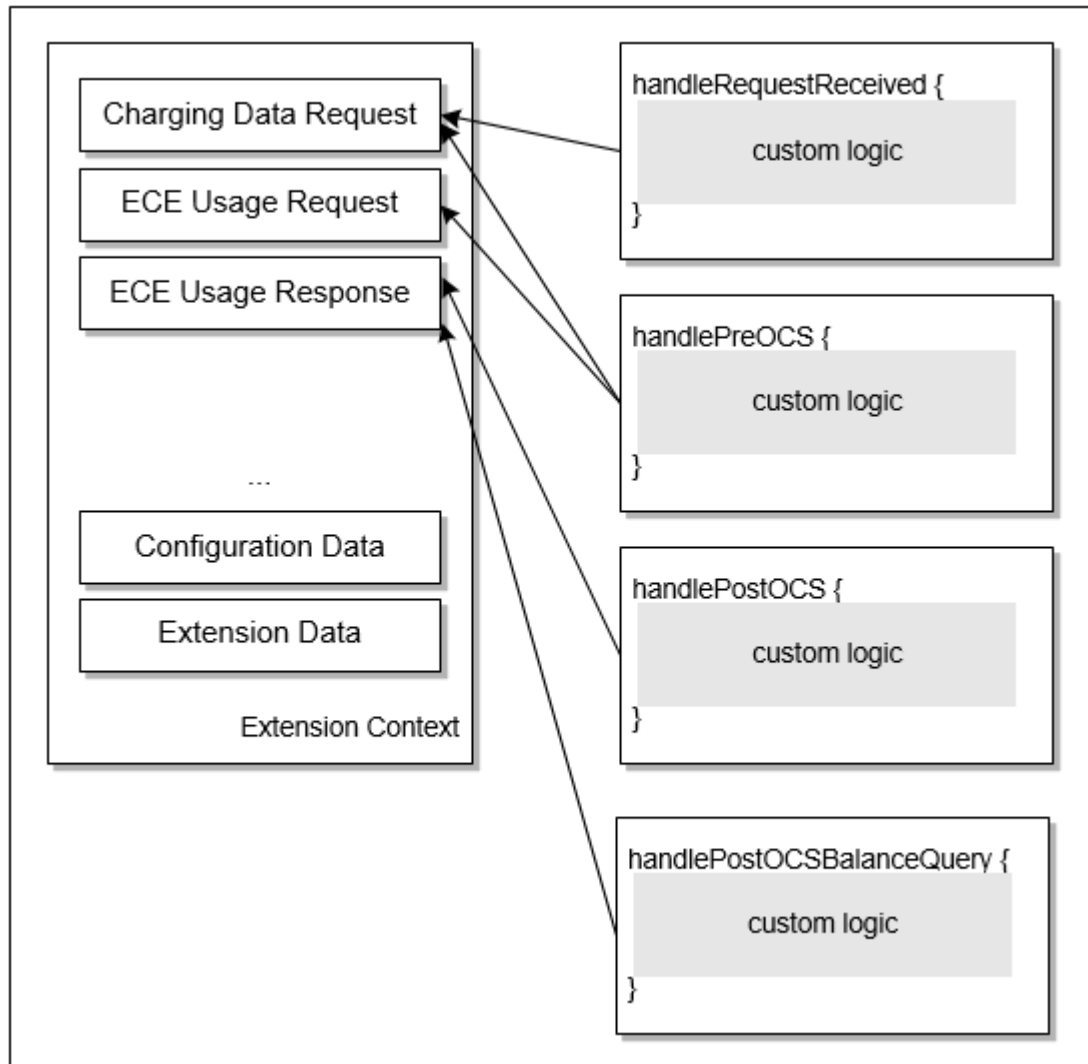 Charging Data Request
ECE Usage Request
ECE Usage Response
...
Configuration Data
Extension Data
Extension Context
handleRequestReceived {
custom logic
}
handlePreOCS {
custom logic
}
handlePostOCS {
custom logic
}
handlePostOCSBalanceQuery {
custom logic
}